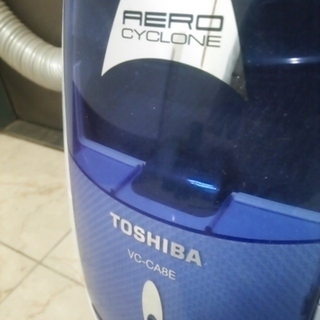 AERO
CYCLONE
TOSHIBA
VC-CA8E